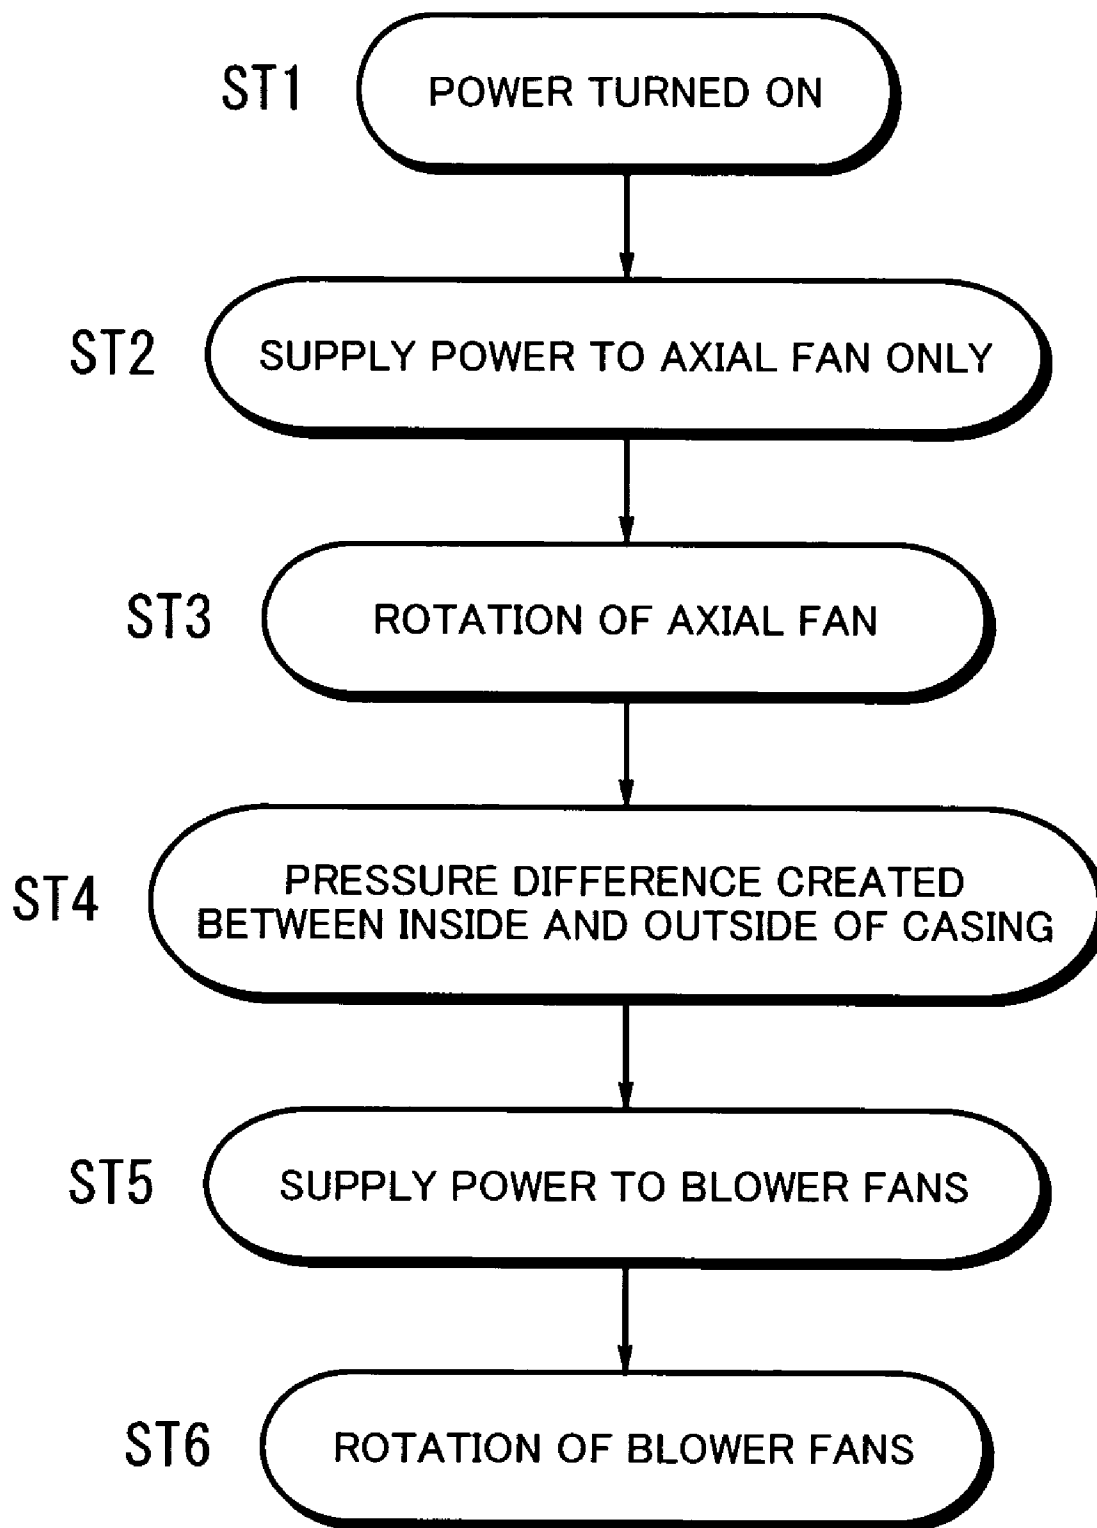 ST1 POWER TURNED ON
ST2 SUPPLY POWER TO AXIAL FAN ONLY
ST3 ROTATION OF AXIAL FAN
ST4 PRESSURE DIFFERENCE CREATED
BETWEEN INSIDE AND OUTSIDE OF CASING
ST5 SUPPLY POWER TO BLOWER FANS
ST6 ROTATION OF BLOWER FANS